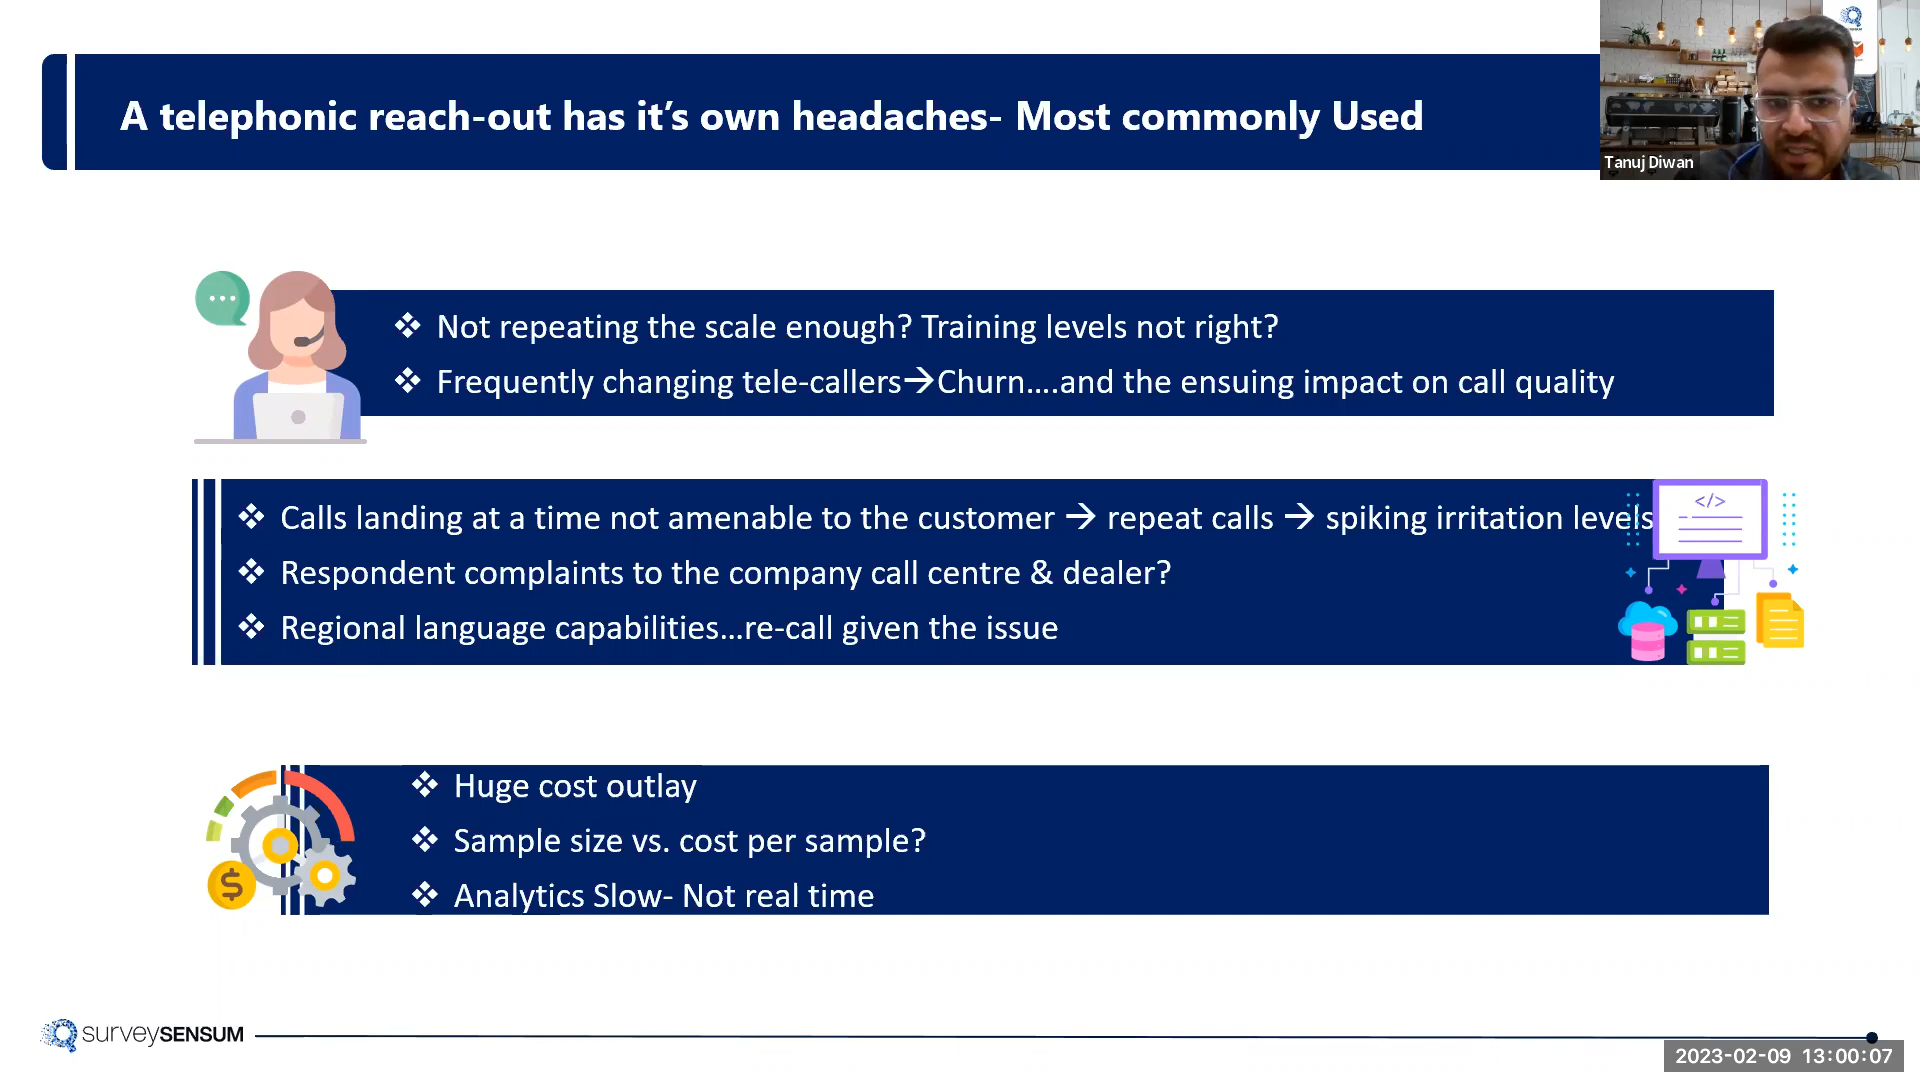 A telephonic reach-out has it’s own headaches- Most commonly Used
Tanuj Diwan
❖ Not repeating the scale enough? Training levels not right?
❖ Frequently changing tele-callers→Churn….and the ensuing impact on call quality
❖ Calls landing at a time not amenable to the customer → repeat calls → spiking irritation levels
</>
❖ Respondent complaints to the company call centre & dealer?
❖ Regional language capabilities…re-call given the issue
❖ Huge cost outlay
❖ Sample size vs. cost per sample?
❖ Analytics Slow- Not real time
$
surveySENSUM
2023-02-09 13:00:07